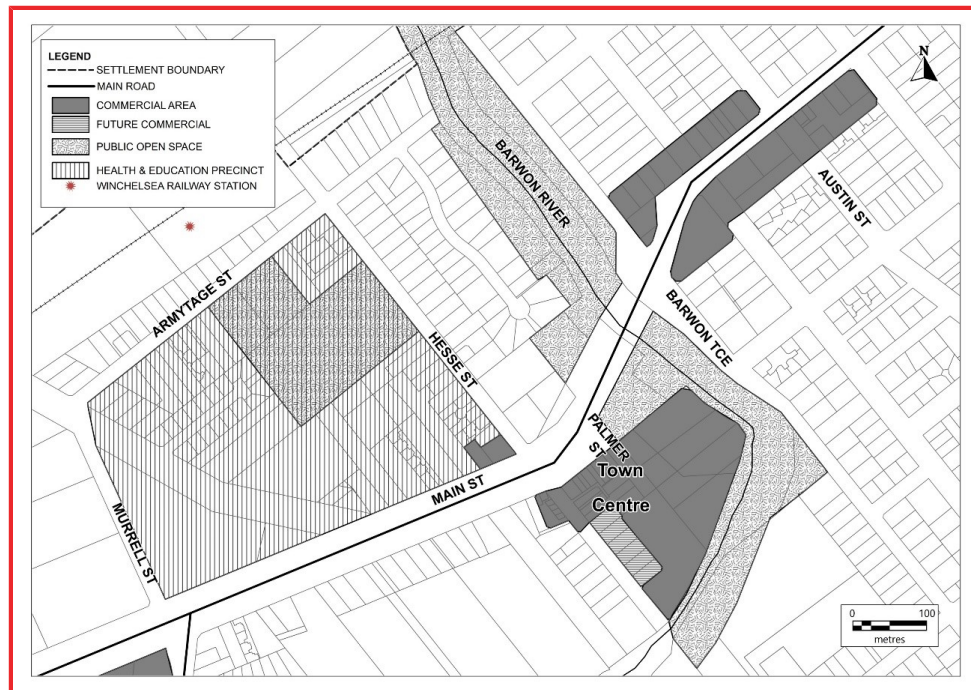 LEGEND
SETTLEMENT BOUNDARY
MAIN ROAD
COMMERCIAL AREA
FUTURE COMMERCIAL
PUBLIC OPEN SPACE
HEALTH & EDUCATION PRECINCT
WINCHELSEA RAILWAY STATION
N
BARWON RIVER
AUSTIN ST
ARMYTAGE ST
BARWON TCE
HESSE ST
PALMER
ST
Town
Centre
MAIN ST
MURRELL ST
0 100
metres